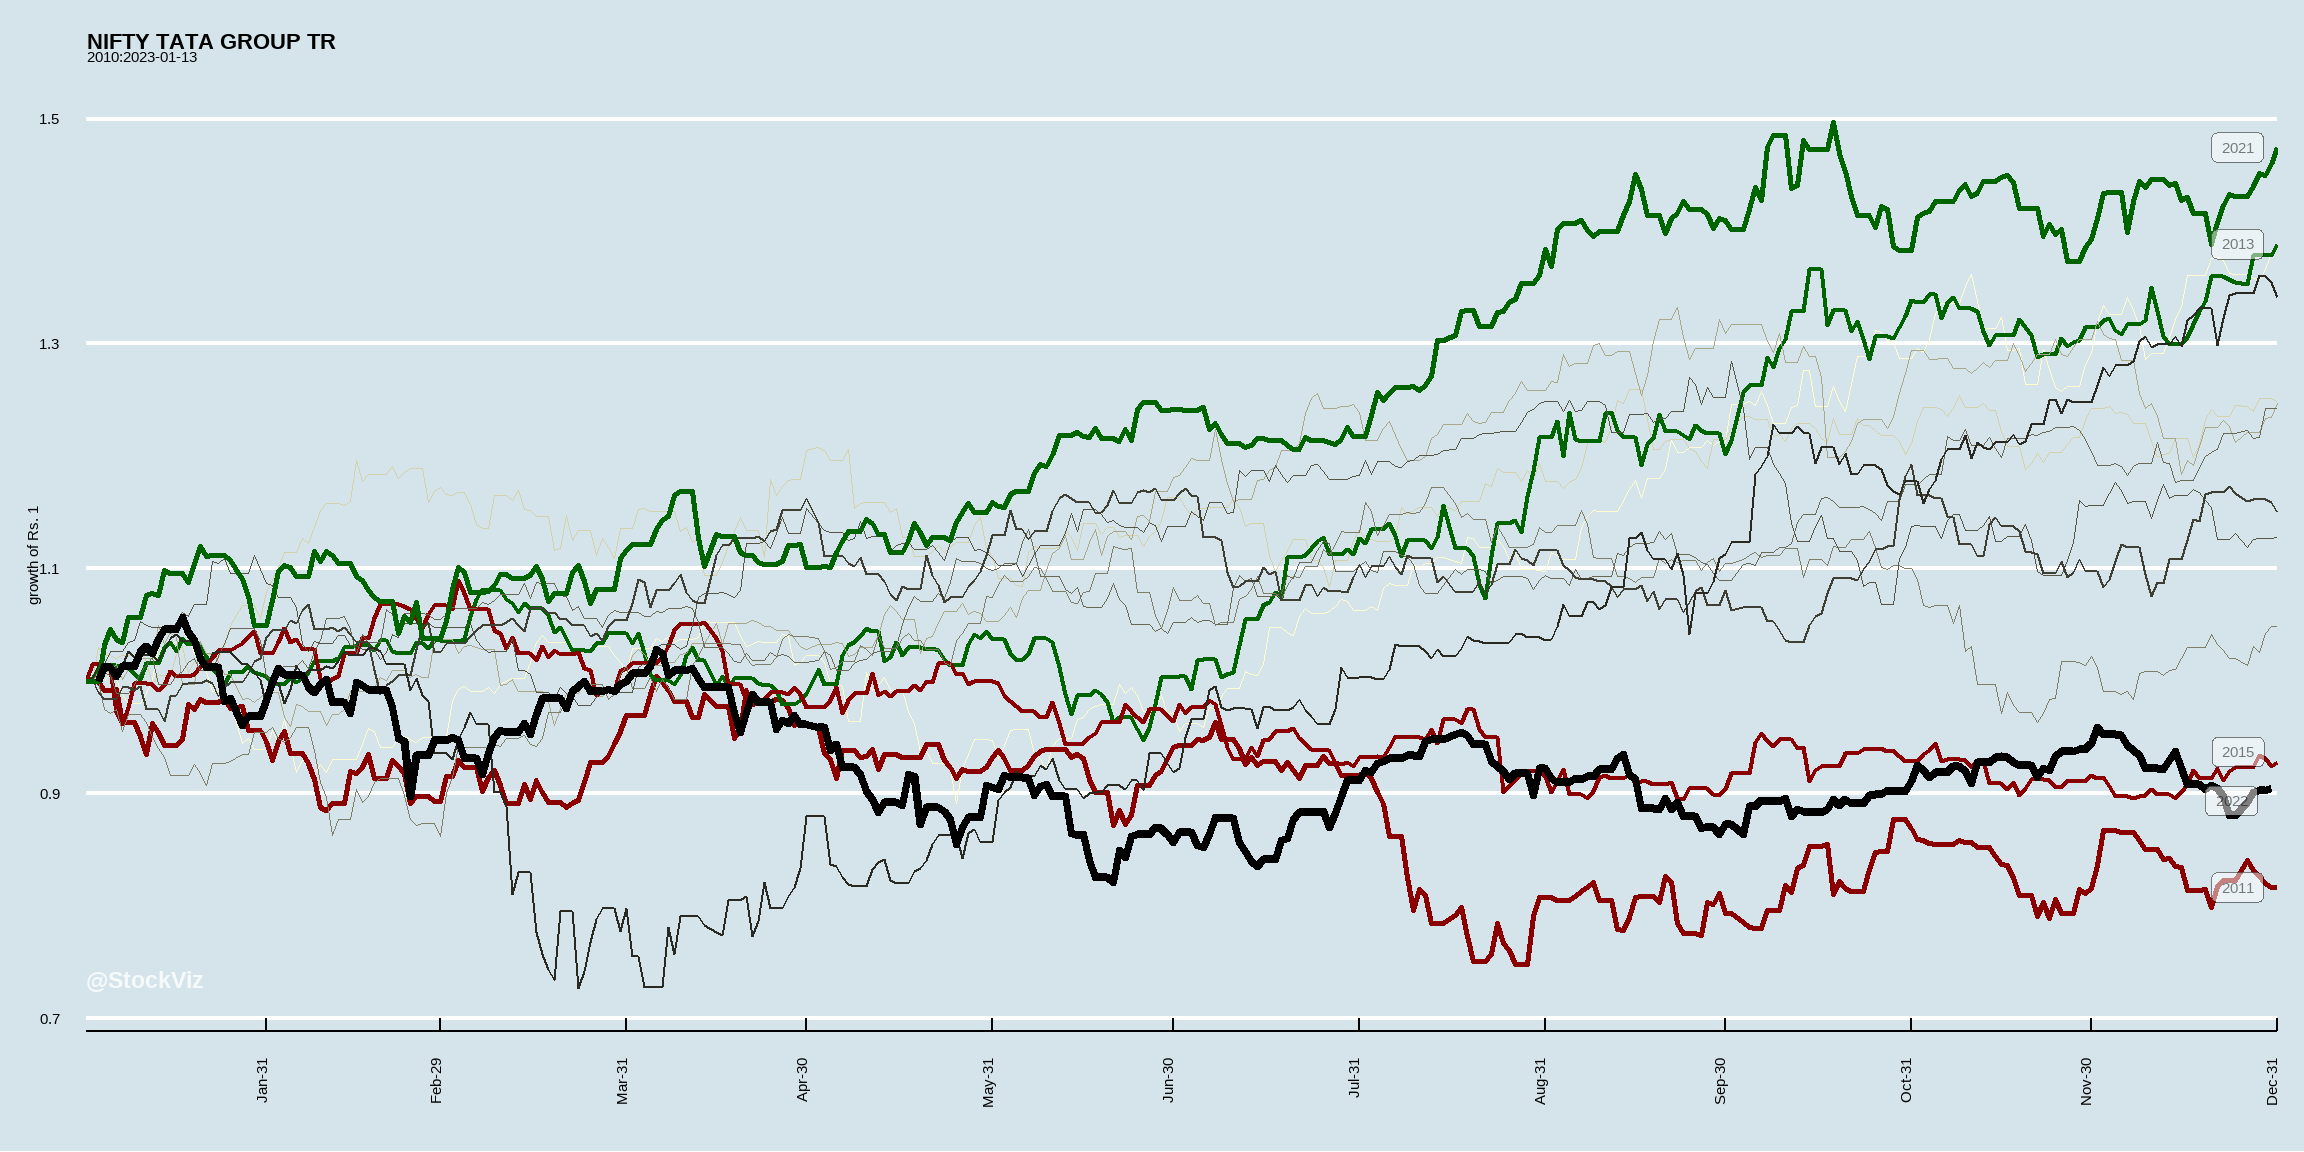 NIFTY TATA GROUP TR
2010:2023-01-13
growth of Rs. 1
1.5
1.3
1.1
0.9
0.7
2021
2013
2015
2022
2011
@StockViz
Jan-31
Feb-29
Mar-31
Apr-30
May-31
Jun-30
Jul-31
Aug-31
Sep-30
Oct-31
Nov-30
Dec-31